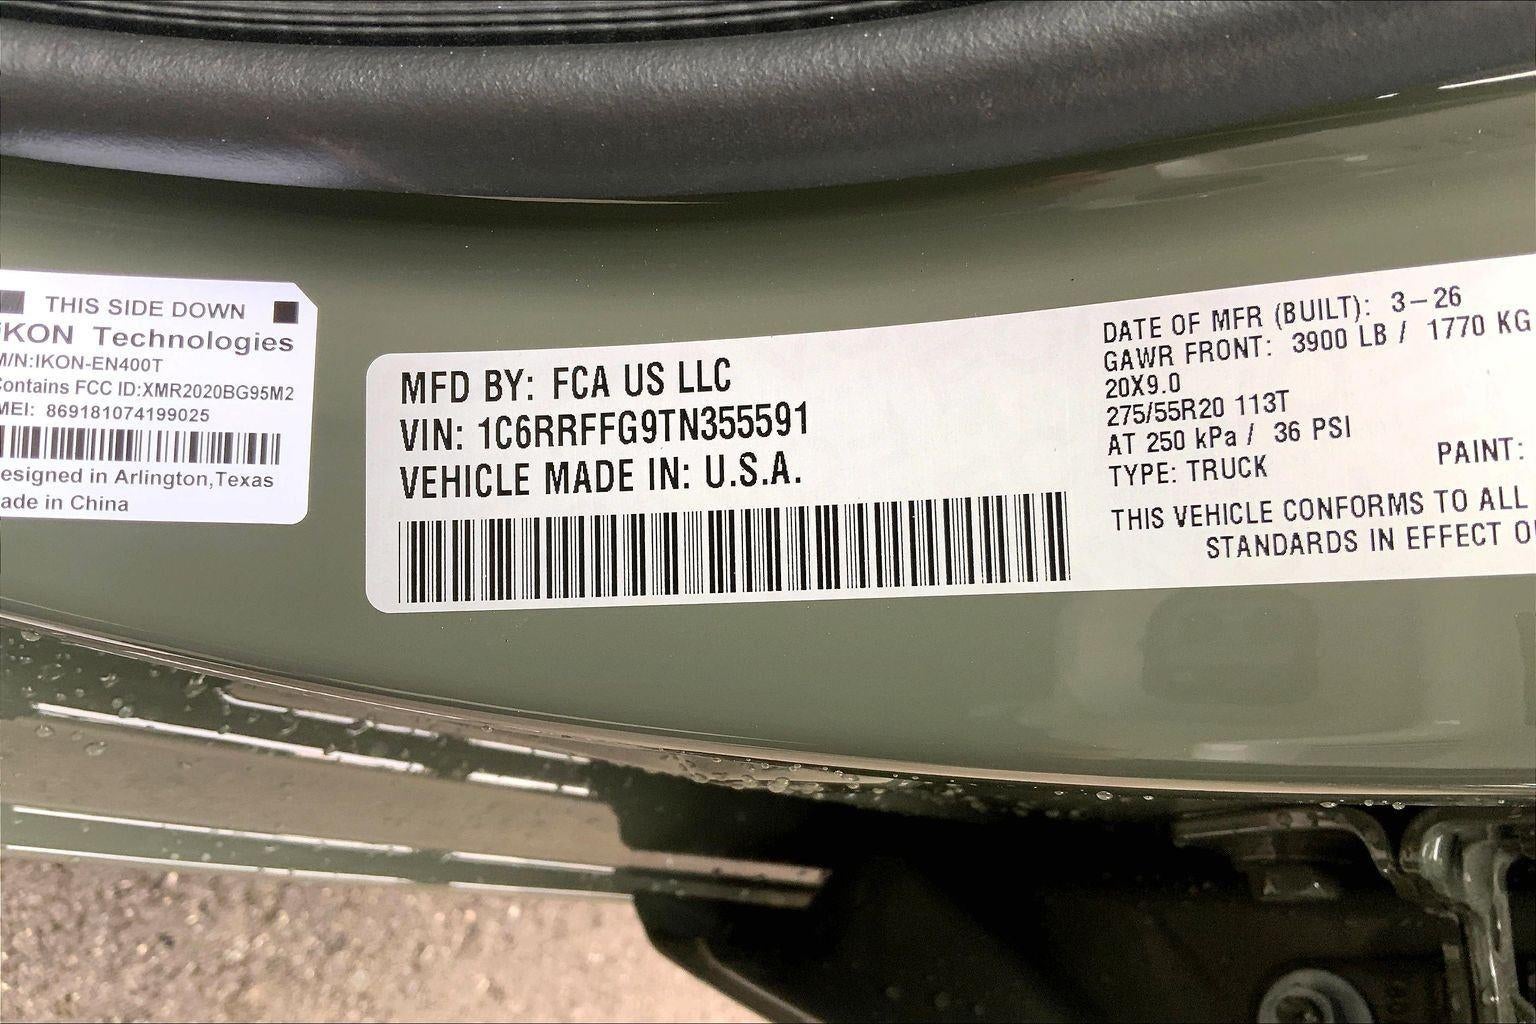 THIS SIDE DOWN
iKON Technologies
M/N:IKON-EN400T
Contains FCC ID:XMR2020BG95M2
IMEI: 869181074199025
Designed in Arlington,Texas
Made in China
MFD BY: FCA US LLC
VIN: 1C6RRFFG9TN355591
VEHICLE MADE IN: U.S.A.
DATE OF MFR (BUILT): 3-26
GAWR FRONT: 3900 LB / 1770 KG
20X9.0
275/55R20 113T
AT 250 kPa / 36 PSI
TYPE: TRUCK PAINT:
THIS VEHICLE CONFORMS TO ALL
STANDARDS IN EFFECT